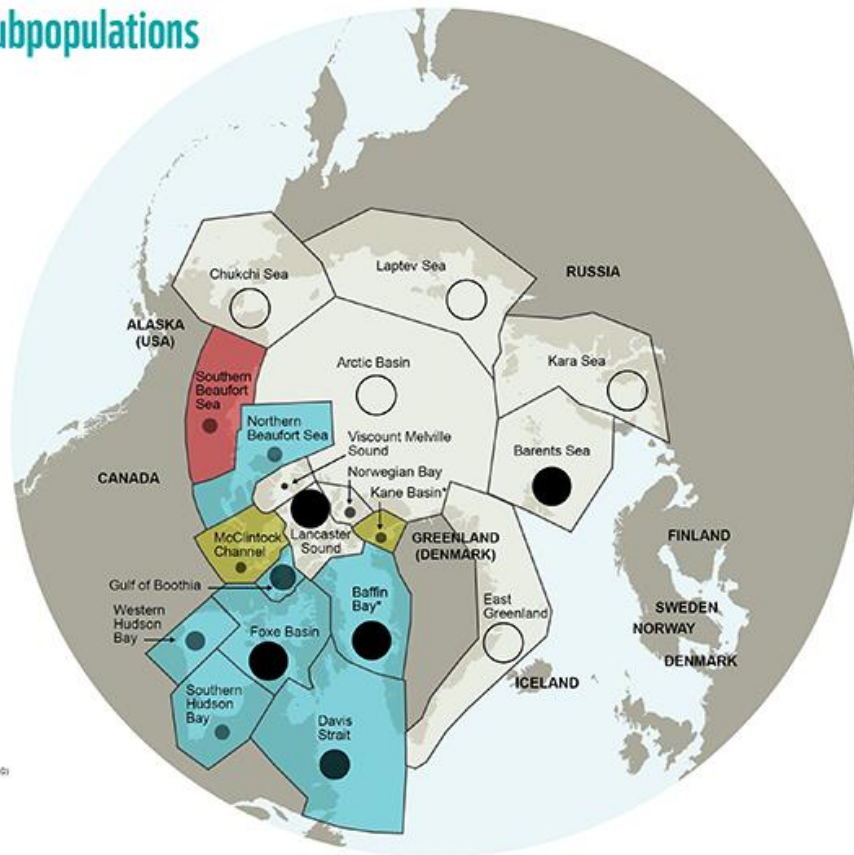 Chukchi Sea
Laptev Sea
RUSSIA
ALASKA
(USA)
Arctic Basin
Kara Sea
Southern
Beaufort
Sea
Northern
Beaufort Sea
Viscount Melville
Sound
Barents Sea
Norwegian Bay
CANADA
Kane Basin*
McClintock
Channel
Lancaster
Sound
GREENLAND
(DENMARK)
FINLAND
Gulf of Boothia
Baffin
Bay*
Western
Hudson
Bay
Foxe Basin
East
Greenland
SWEDEN
NORWAY
DENMARK
ICELAND
Southern
Hudson
Bay
Davis
Strait